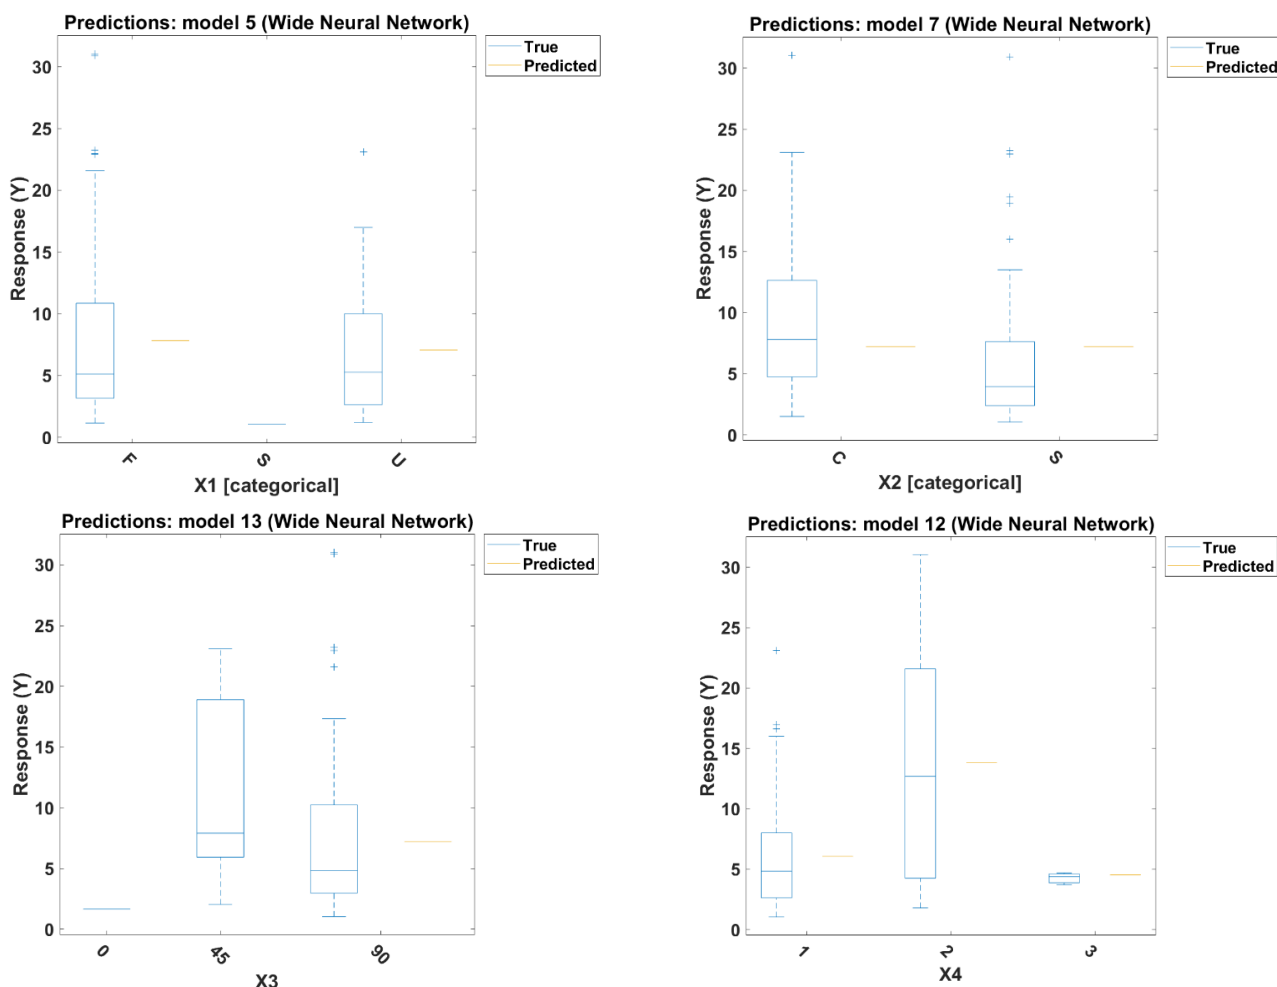 Predictions: model 5 (Wide Neural Network)
True
Predicted
30
25
20
15
10
5
0
Response (Y)
F
S
U
X1 [categorical]
Predictions: model 7 (Wide Neural Network)
True
Predicted
30
25
20
15
10
5
0
Response (Y)
C
S
X2 [categorical]
Predictions: model 13 (Wide Neural Network)
True
Predicted
30
25
20
15
10
5
0
Response (Y)
0
45
90
X3
Predictions: model 12 (Wide Neural Network)
True
Predicted
30
25
20
15
10
5
0
Response (Y)
1
2
3
X4